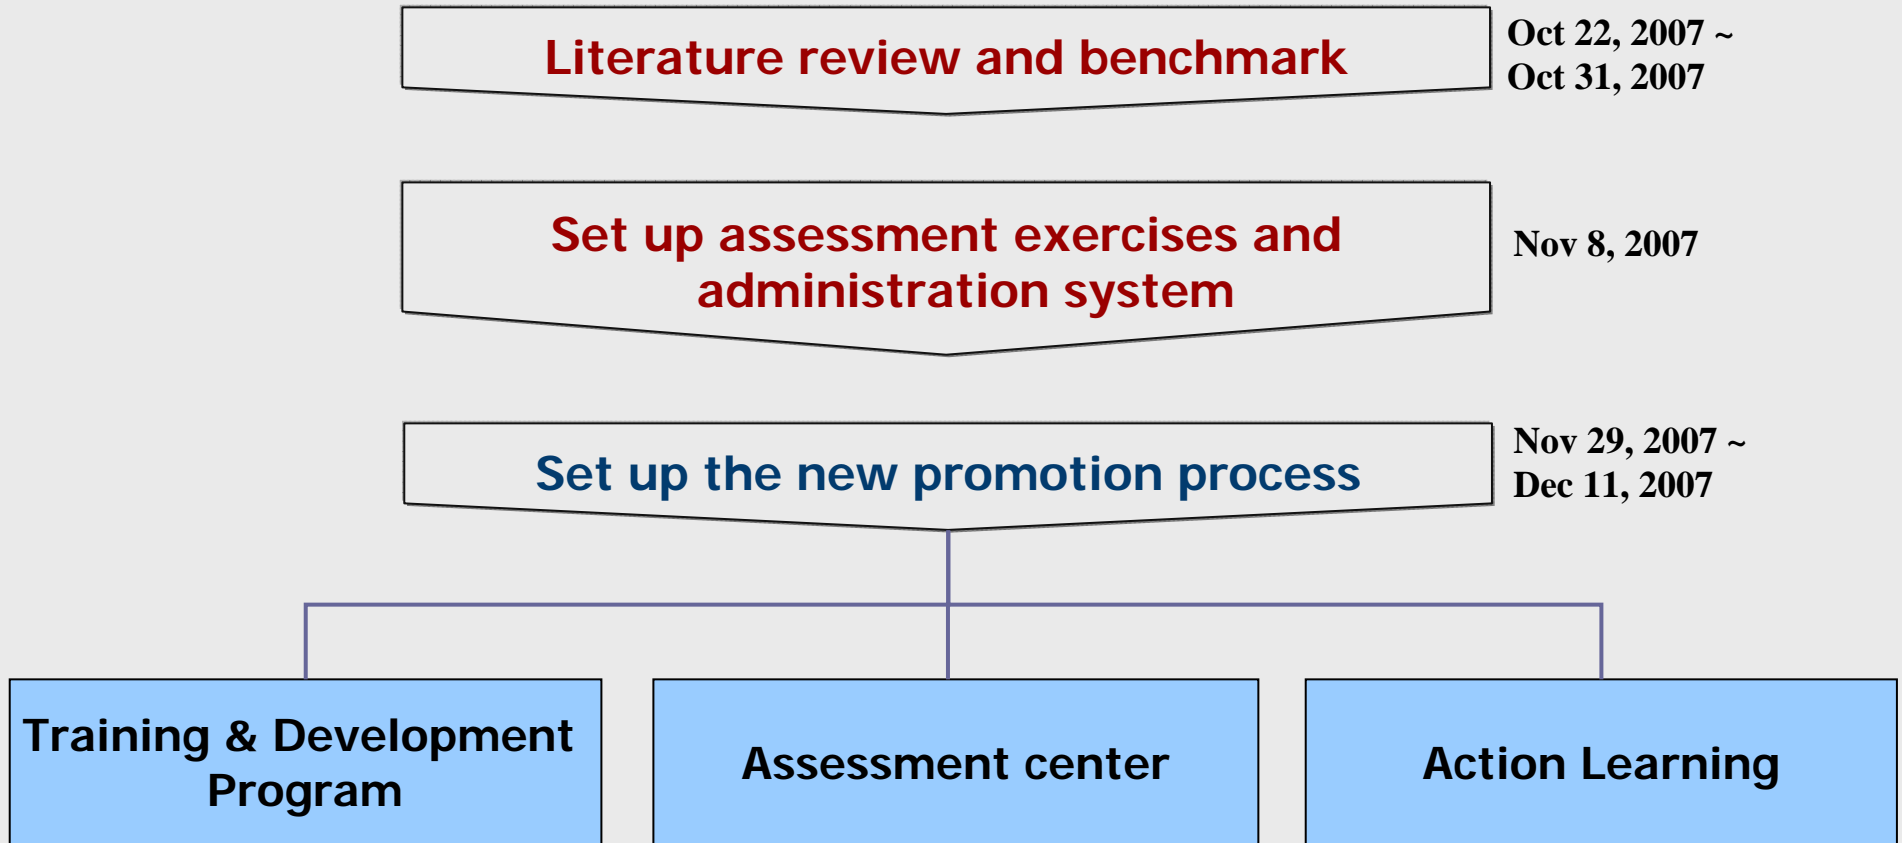 Literature review and benchmark
Oct 22, 2007 ~
Oct 31, 2007
Set up assessment exercises and
administration system
Nov 8, 2007
Set up the new promotion process
Nov 29, 2007 ~
Dec 11, 2007
Training & Development
Program
Assessment center
Action Learning